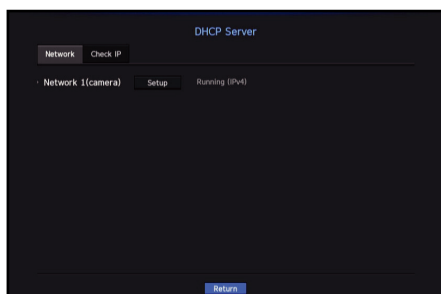 DHCP Server
Network Check IP
Network 1(camera) Setup Running (IPv4)
Return